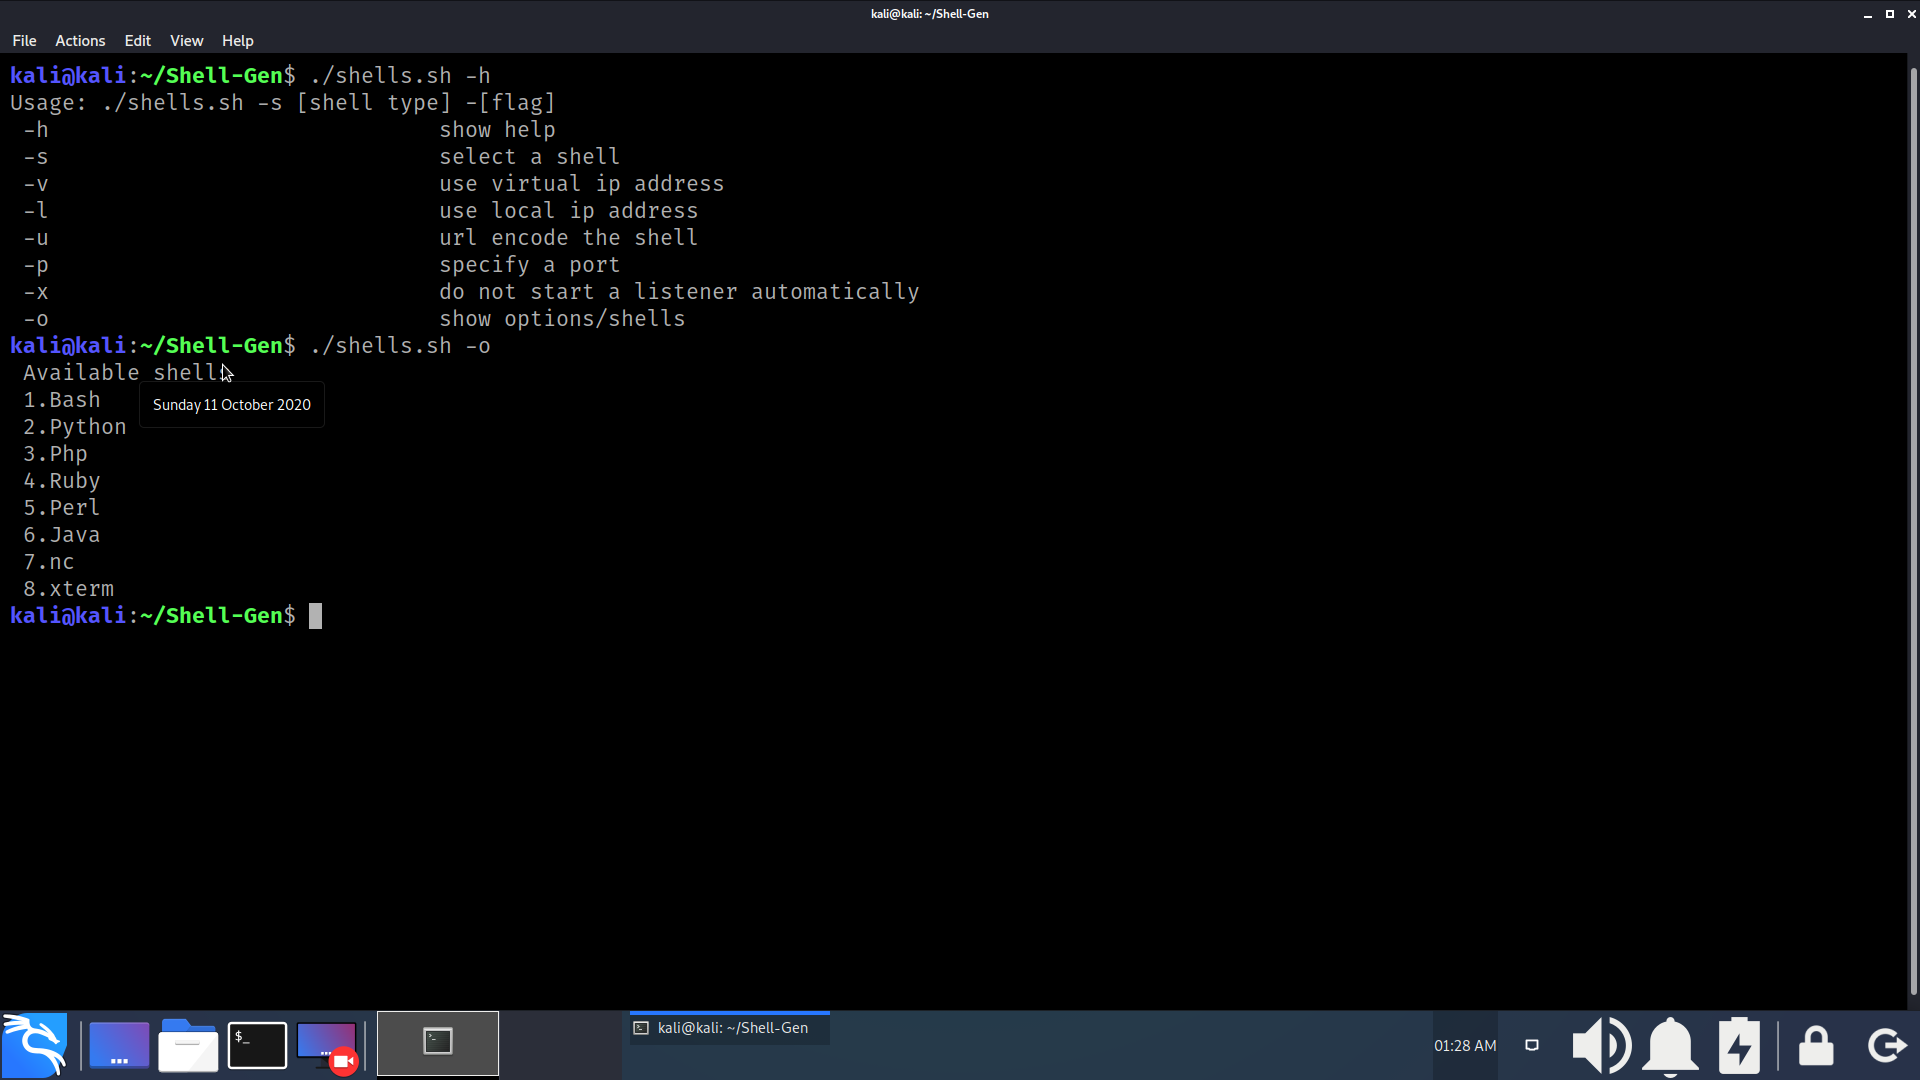 kali@kali: ~/Shell-Gen
File Actions Edit View Help
kali@kali:~/Shell-Gen$ ./shells.sh -h
Usage: ./shells.sh -s [shell type] -[flag]
-h show help
-s select a shell
-v use virtual ip address
-l use local ip address
-u url encode the shell
-p specify a port
-x do not start a listener automatically
-o show options/shells
kali@kali:~/Shell-Gen$ ./shells.sh -o
Available shells
1.Bash
Sunday 11 October 2020
2.Python
3.Php
4.Ruby
5.Perl
6.Java
7.nc
8.xterm
kali@kali:~/Shell-Gen$
$_
kali@kali: ~/Shell-Gen
01:28 AM